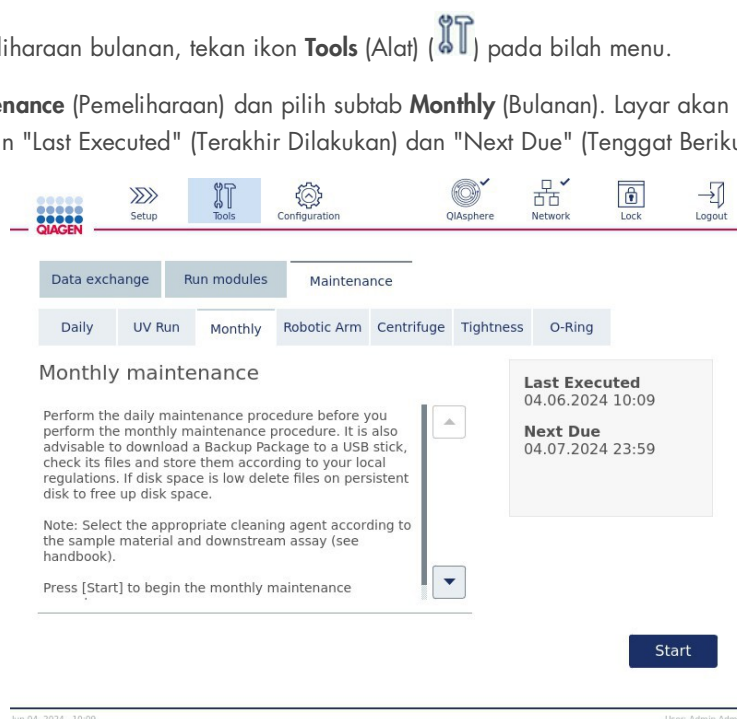 liharaan bulanan, tekan ikon Tools (Alat) ( ) pada bilah menu.
enance (Pemeliharaan) dan pilih subtab Monthly (Bulanan). Layar akan
n "Last Executed" (Terakhir Dilakukan) dan "Next Due" (Tenggat Beriku
QIAGEN Setup Tools Configuration QIAsphere Network Lock Logout
Data exchange Run modules Maintenance
Daily UV Run Monthly Robotic Arm Centrifuge Tightness O-Ring
Monthly maintenance
Perform the daily maintenance procedure before you
perform the monthly maintenance procedure. It is also
advisable to download a Backup Package to a USB stick,
check its files and store them according to your local
regulations. If disk space is low delete files on persistent
disk to free up disk space.
Note: Select the appropriate cleaning agent according to
the sample material and downstream assay (see
handbook).
Press [Start] to begin the monthly maintenance
Last Executed
04.06.2024 10:09
Next Due
04.07.2024 23:59
Start